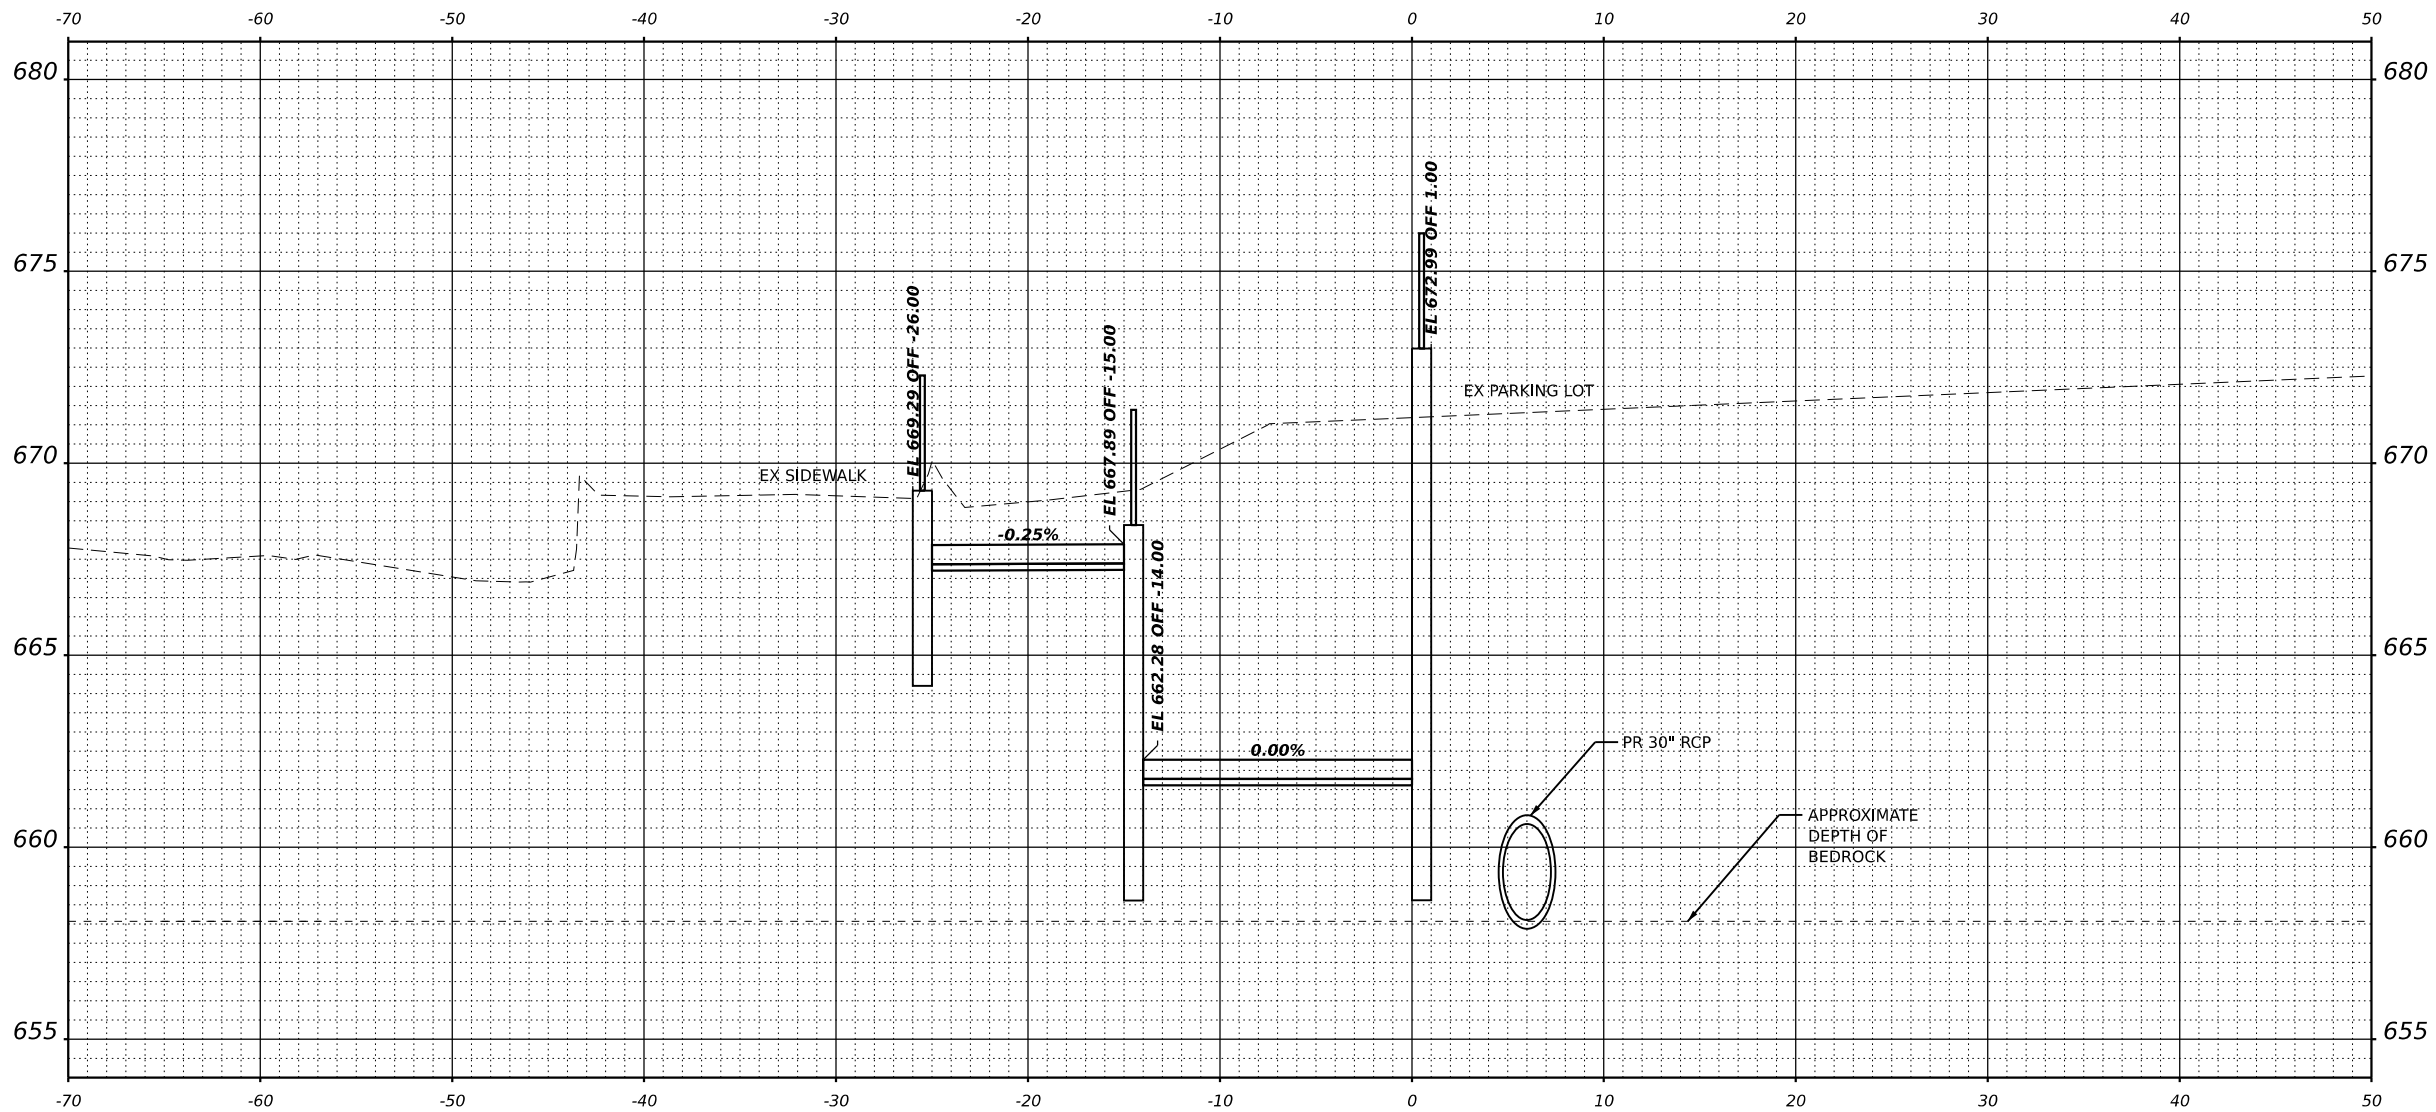 -70 -60 -50 -40 -30 -20 -10 0 10 20 30 40 50
680 680
EL 672.99 OFF 1.00
675 675
EL 669.29 OFF -26.00
EL 667.89 OFF -15.00
EX PARKING LOT
670 670
EX SIDEWALK
-0.25%
EL 662.28 OFF -14.00
665 665
0.00%
PR 30" RCP
APPROXIMATE
DEPTH OF
BEDROCK
660 660
655 655
-70 -60 -50 -40 -30 -20 -10 0 10 20 30 40 50